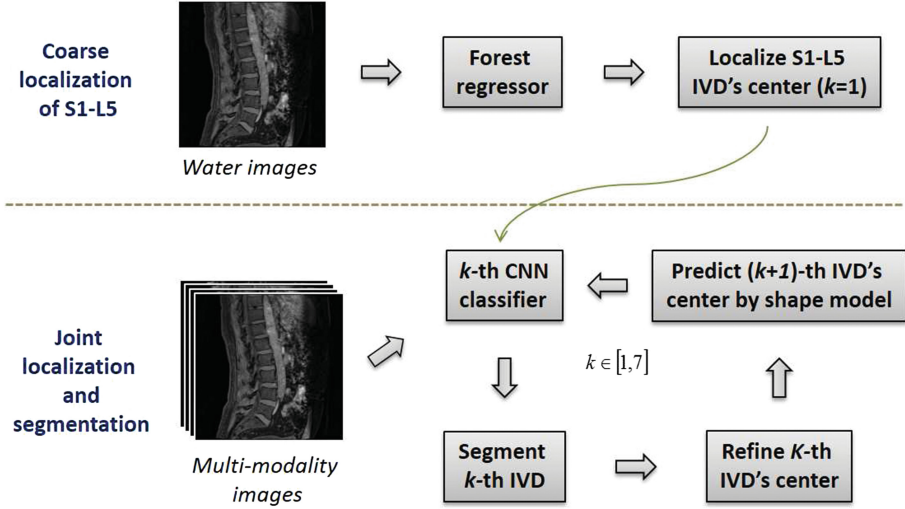 Coarse
localization
of S1-L5
Water images
Forest
regressor
Localize S1-L5
IVD's center (k=1)
Joint
localization
and
segmentation
Multi-modality
images
k-th CNN
classifier
Predict (k+1)-th IVD's
center by shape model
k ∈ [1,7]
Segment
k-th IVD
Refine K-th
IVD's center